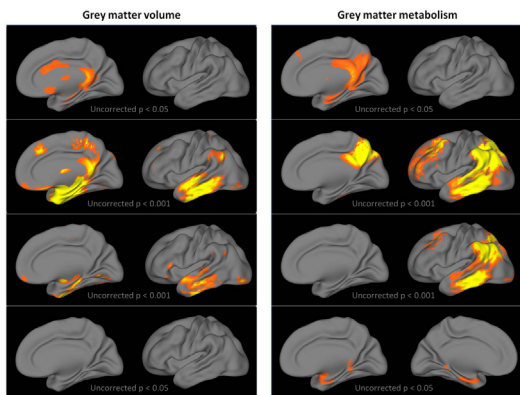 Grey matter volume
Grey matter metabolism
Uncorrected p < 0.05
Uncorrected p < 0.05
Uncorrected p < 0.001
Uncorrected p < 0.001
Uncorrected p < 0.001
Uncorrected p < 0.001
Uncorrected p < 0.05
Uncorrected p < 0.05